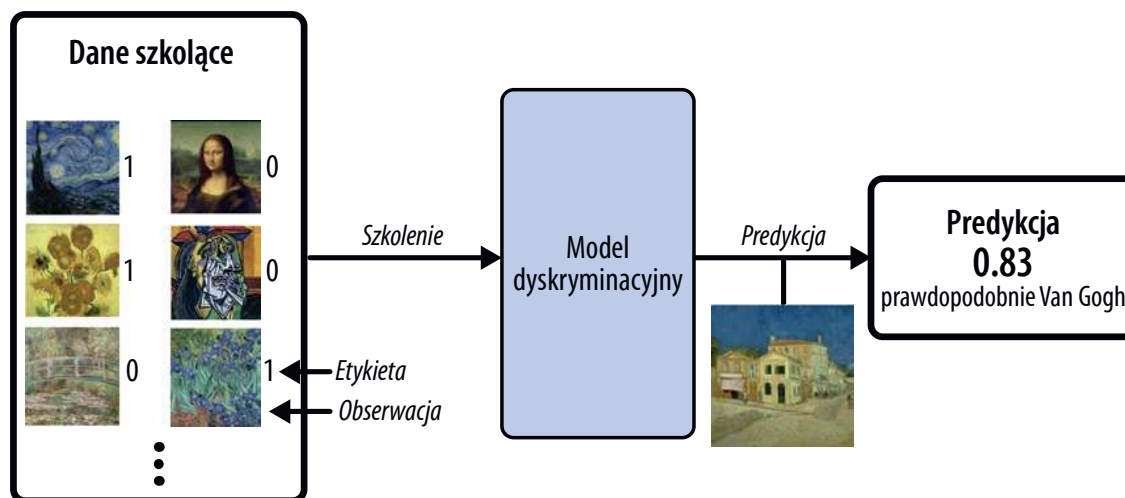 Dane szkolące
1
0
1
0
0
1
Etykieta
Obserwacja
Szkolenie
Model
dyskryminacyjny
Predykcja
Predykcja
0.83
prawdopodobnie Van Gogh